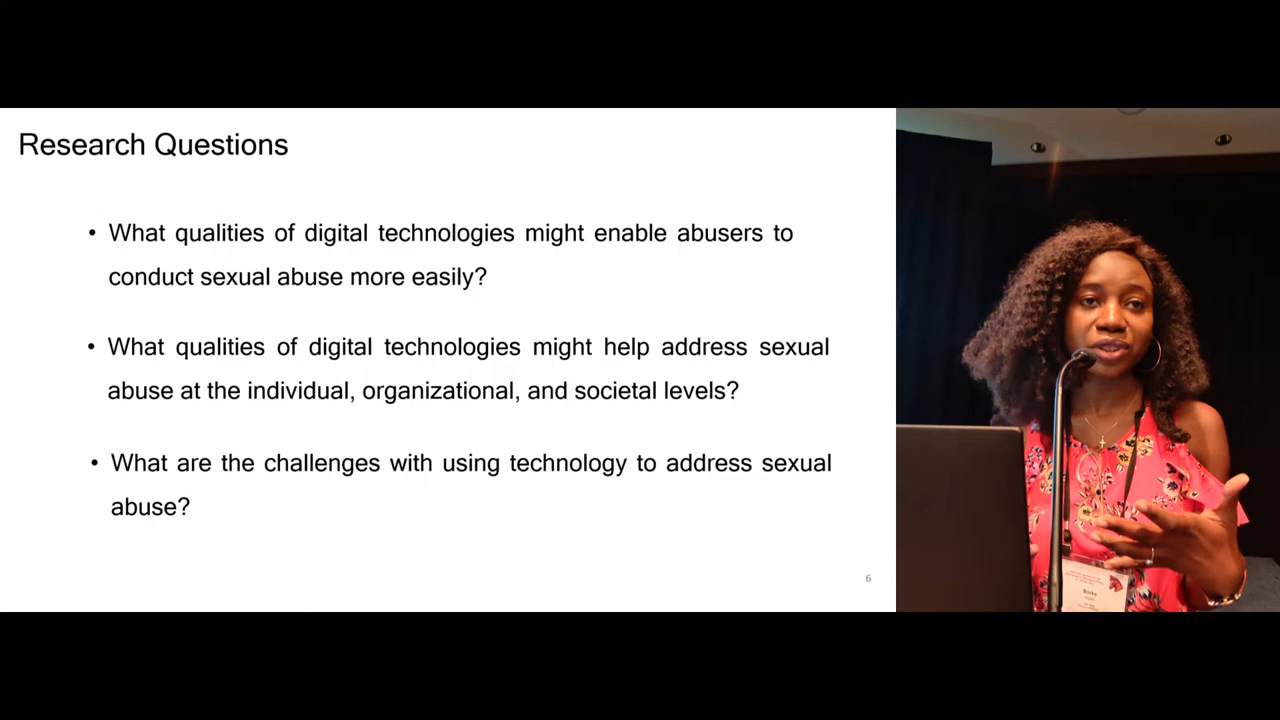 Research Questions
• What qualities of digital technologies might enable abusers to
conduct sexual abuse more easily?
• What qualities of digital technologies might help address sexual
abuse at the individual, organizational, and societal levels?
• What are the challenges with using technology to address sexual
abuse?
6